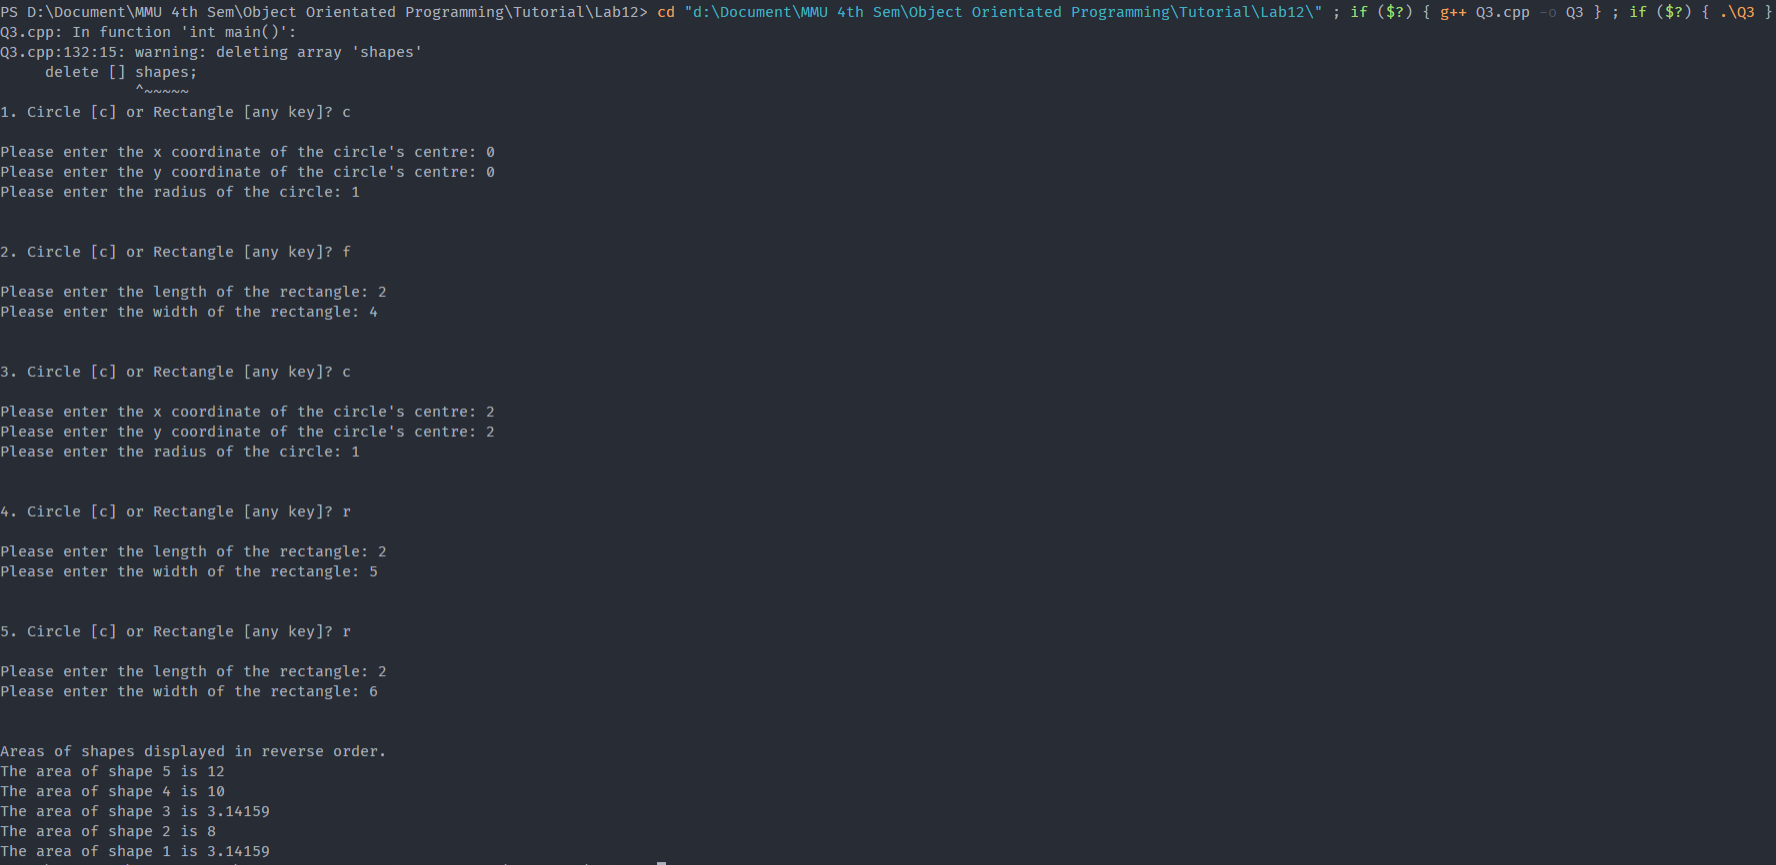 PS D:\Document\MMU 4th Sem\Object Orientated Programming\Tutorial\Lab12> cd "d:\Document\MMU 4th Sem\Object Orientated Programming\Tutorial\Lab12\" ; if ($?) { g++ Q3.cpp -o Q3 } ; if ($?) { .\Q3 }
Q3.cpp: In function 'int main()':
Q3.cpp:132:15: warning: deleting array 'shapes'
     delete [] shapes;
               ^~~~~~
1. Circle [c] or Rectangle [any key]? c
Please enter the x coordinate of the circle's centre: 0
Please enter the y coordinate of the circle's centre: 0
Please enter the radius of the circle: 1
2. Circle [c] or Rectangle [any key]? f
Please enter the length of the rectangle: 2
Please enter the width of the rectangle: 4
3. Circle [c] or Rectangle [any key]? c
Please enter the x coordinate of the circle's centre: 2
Please enter the y coordinate of the circle's centre: 2
Please enter the radius of the circle: 1
4. Circle [c] or Rectangle [any key]? r
Please enter the length of the rectangle: 2
Please enter the width of the rectangle: 5
5. Circle [c] or Rectangle [any key]? r
Please enter the length of the rectangle: 2
Please enter the width of the rectangle: 6
Areas of shapes displayed in reverse order.
The area of shape 5 is 12
The area of shape 4 is 10
The area of shape 3 is 3.14159
The area of shape 2 is 8
The area of shape 1 is 3.14159